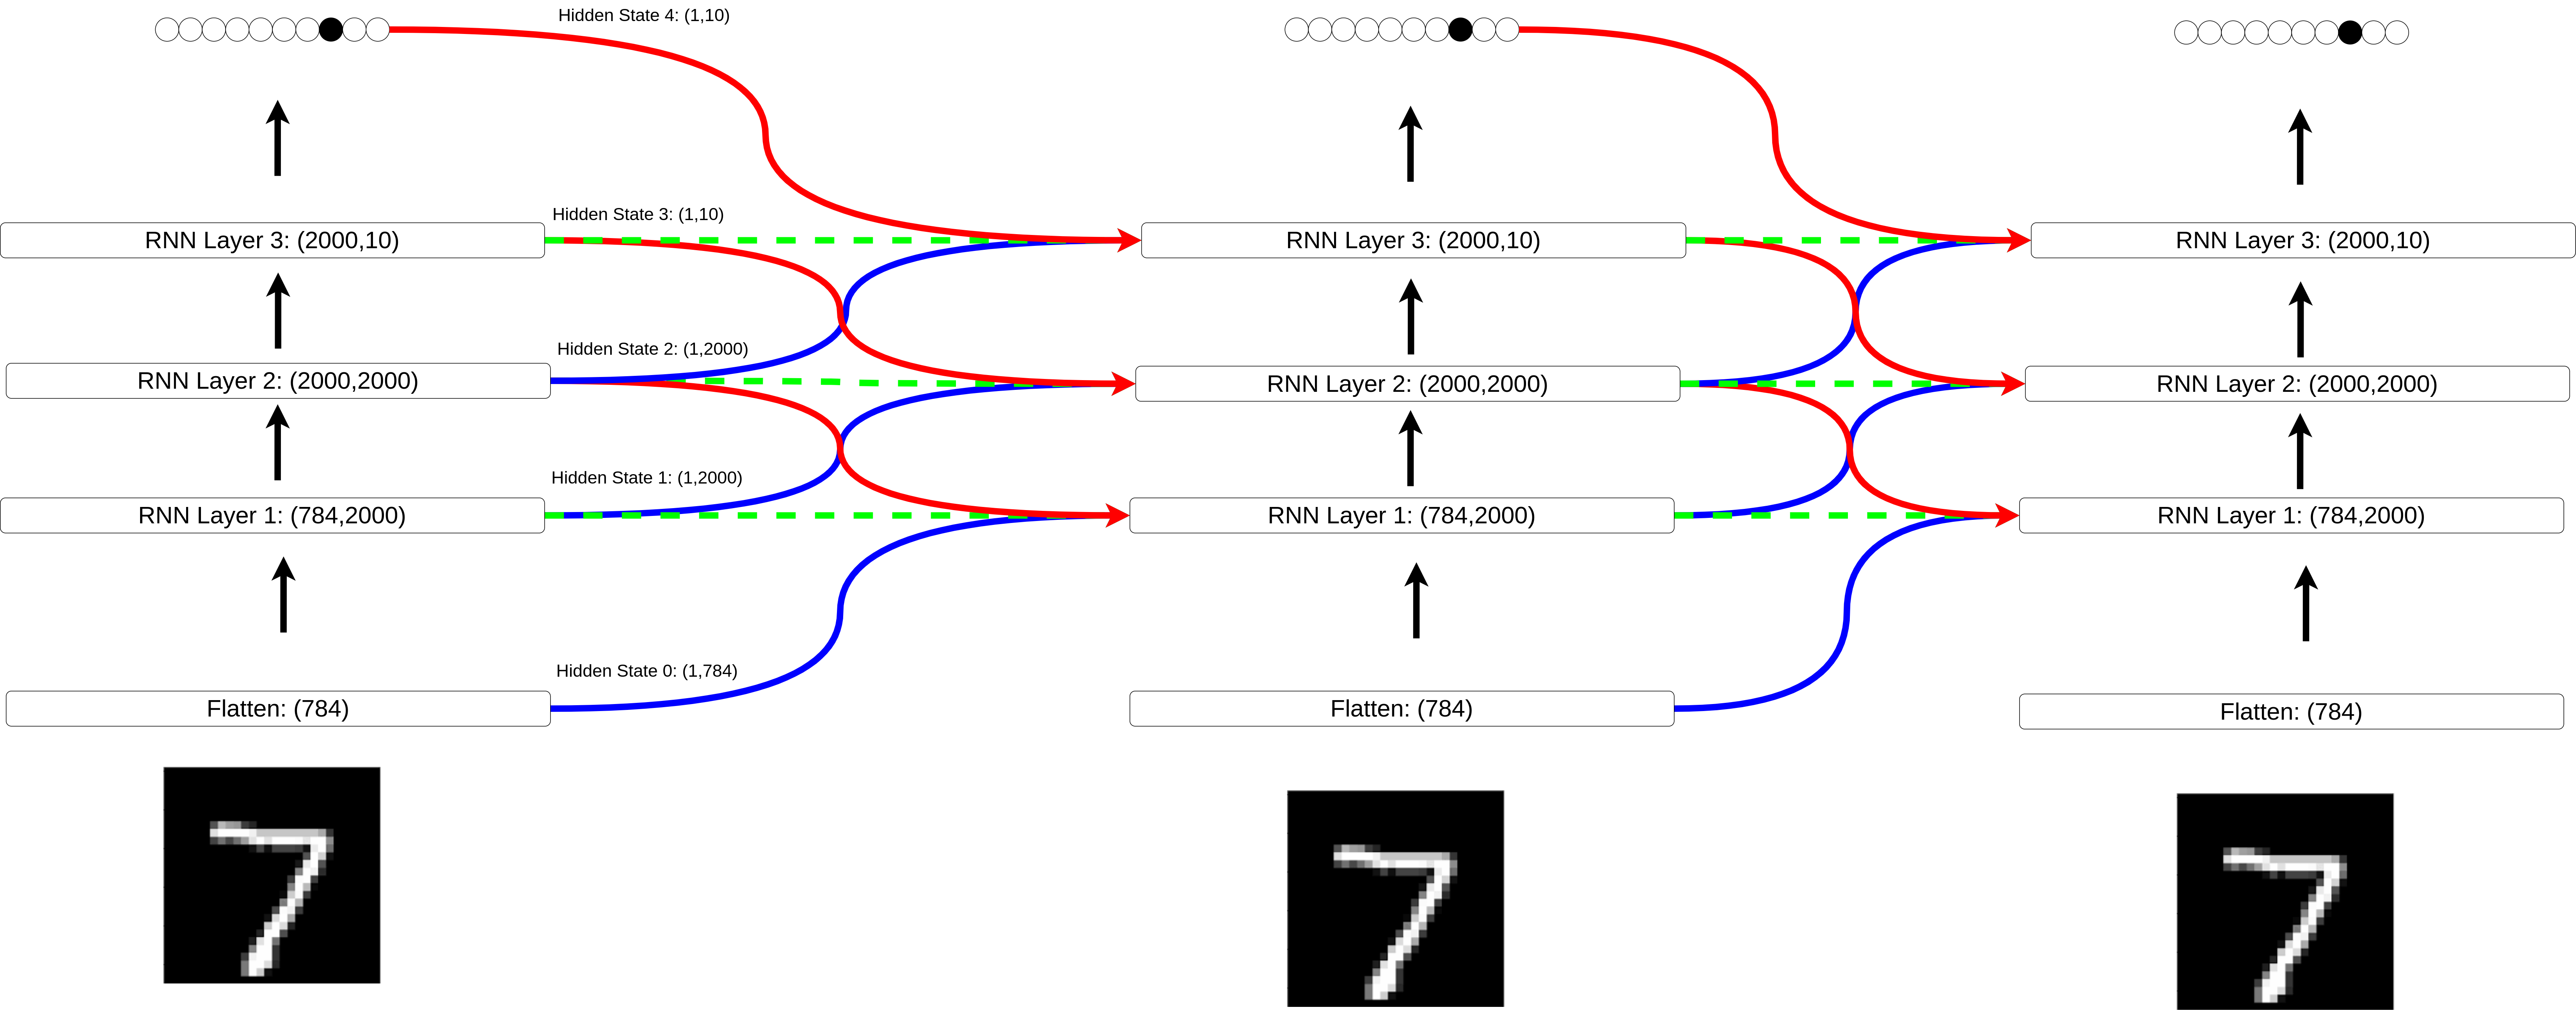 Hidden State 4: (1,10)
Hidden State 3: (1,10)
RNN Layer 3: (2000,10)
RNN Layer 3: (2000,10)
RNN Layer 3: (2000,10)
Hidden State 2: (1,2000)
RNN Layer 2: (2000,2000)
RNN Layer 2: (2000,2000)
RNN Layer 2: (2000,2000)
Hidden State 1: (1,2000)
RNN Layer 1: (784,2000)
RNN Layer 1: (784,2000)
RNN Layer 1: (784,2000)
Hidden State 0: (1,784)
Flatten: (784)
Flatten: (784)
Flatten: (784)
7
7
7